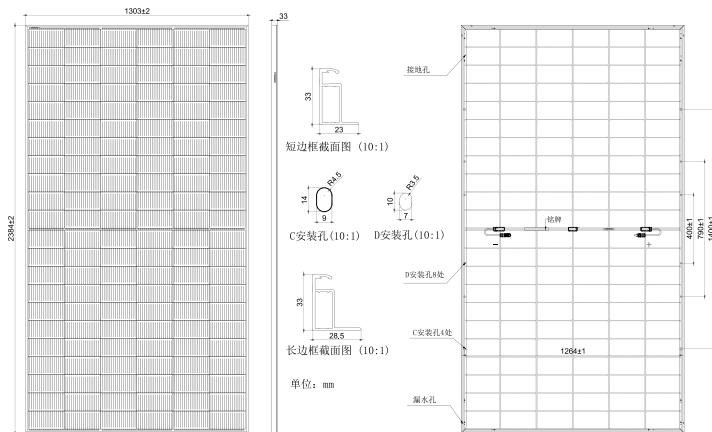 1303±2
33
2384±2
33
23
短边框截面图 (10:1)
R4,5
14
9
C安装孔(10:1)
R3,5
10
7
D安装孔(10:1)
33
28,5
长边框截面图 (10:1)
单位: mm
接地孔
铭牌
D安装孔8处
C安装孔4处
漏水孔
1264±1
400±1
790±1
1400±1
− +